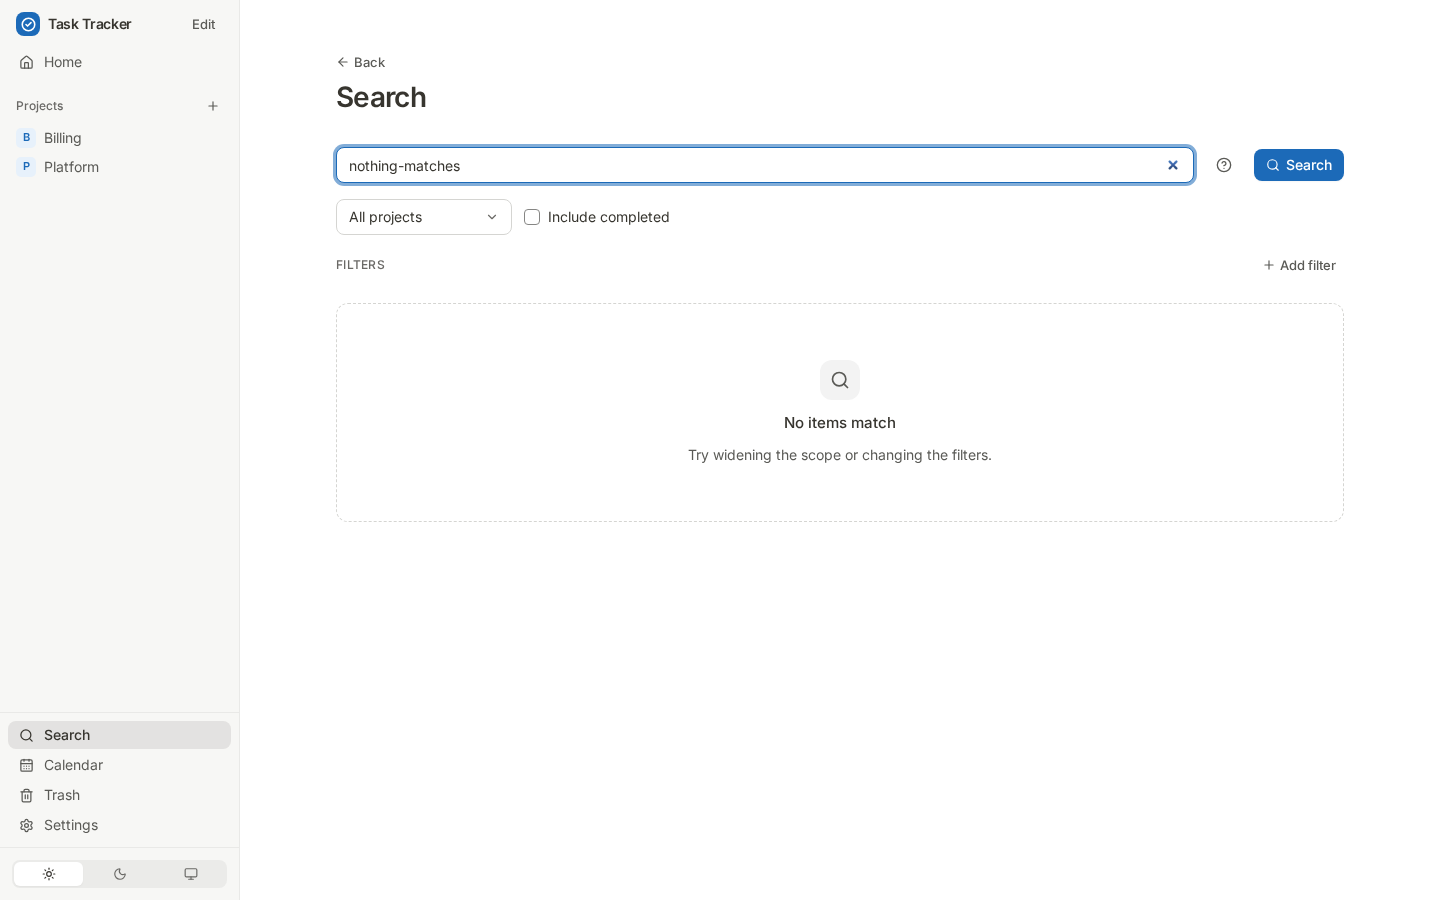 Task Tracker
Edit
Home
Projects
B Billing
P Platform
Search
Calendar
Trash
Settings
Back
Search
nothing-matches
Search
All projects
Include completed
FILTERS
Add filter
No items match
Try widening the scope or changing the filters.